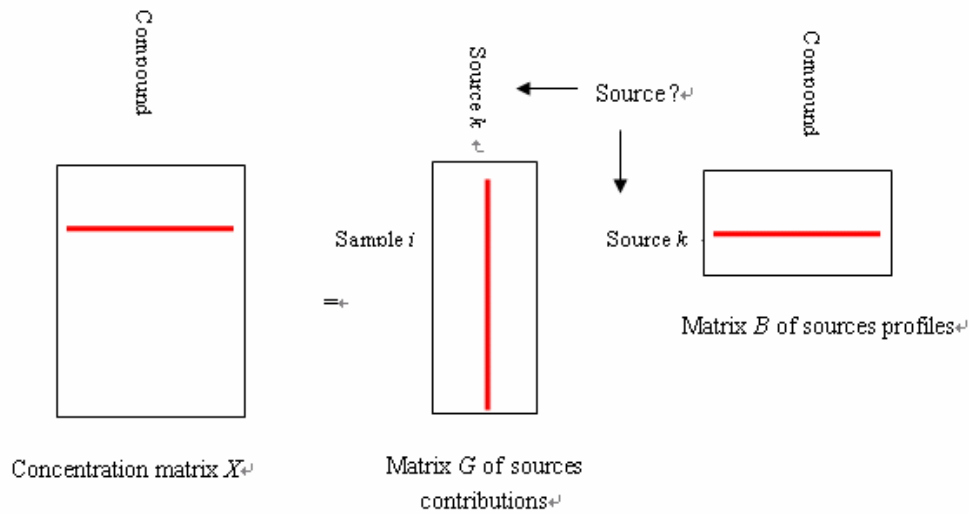 Compound
Source k ↵
Source ?↵
Compound
Sample i
Source k
=↵
Matrix B of sources profiles↵
Concentration matrix X↵
Matrix G of sources
contributions↵